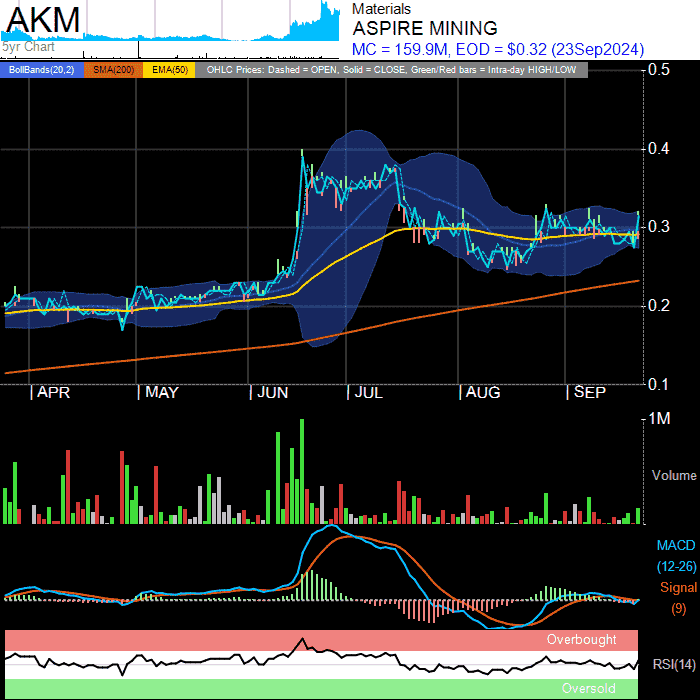 AKM
5yr Chart
Materials
ASPIRE MINING
MC = 159.9M, EOD = $0.32 (23Sep2024)
BollBands(20,2) SMA(200) EMA(50) OHLC Prices: Dashed = OPEN, Solid = CLOSE, Green/Red bars = Intra-day HIGH/LOW
0.5
0.4
0.3
0.2
0.1
APR MAY JUN JUL AUG SEP
1M
Volume
MACD
(12-26)
Signal
(9)
Overbought
RSI(14)
Oversold